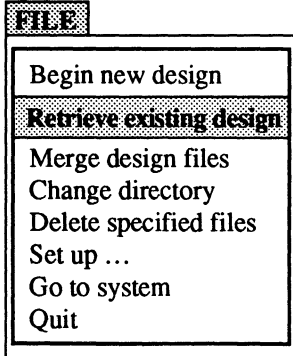 FILE
Begin new design
Retrieve existing design
Merge design files
Change directory
Delete specified files
Set up ...
Go to system
Quit